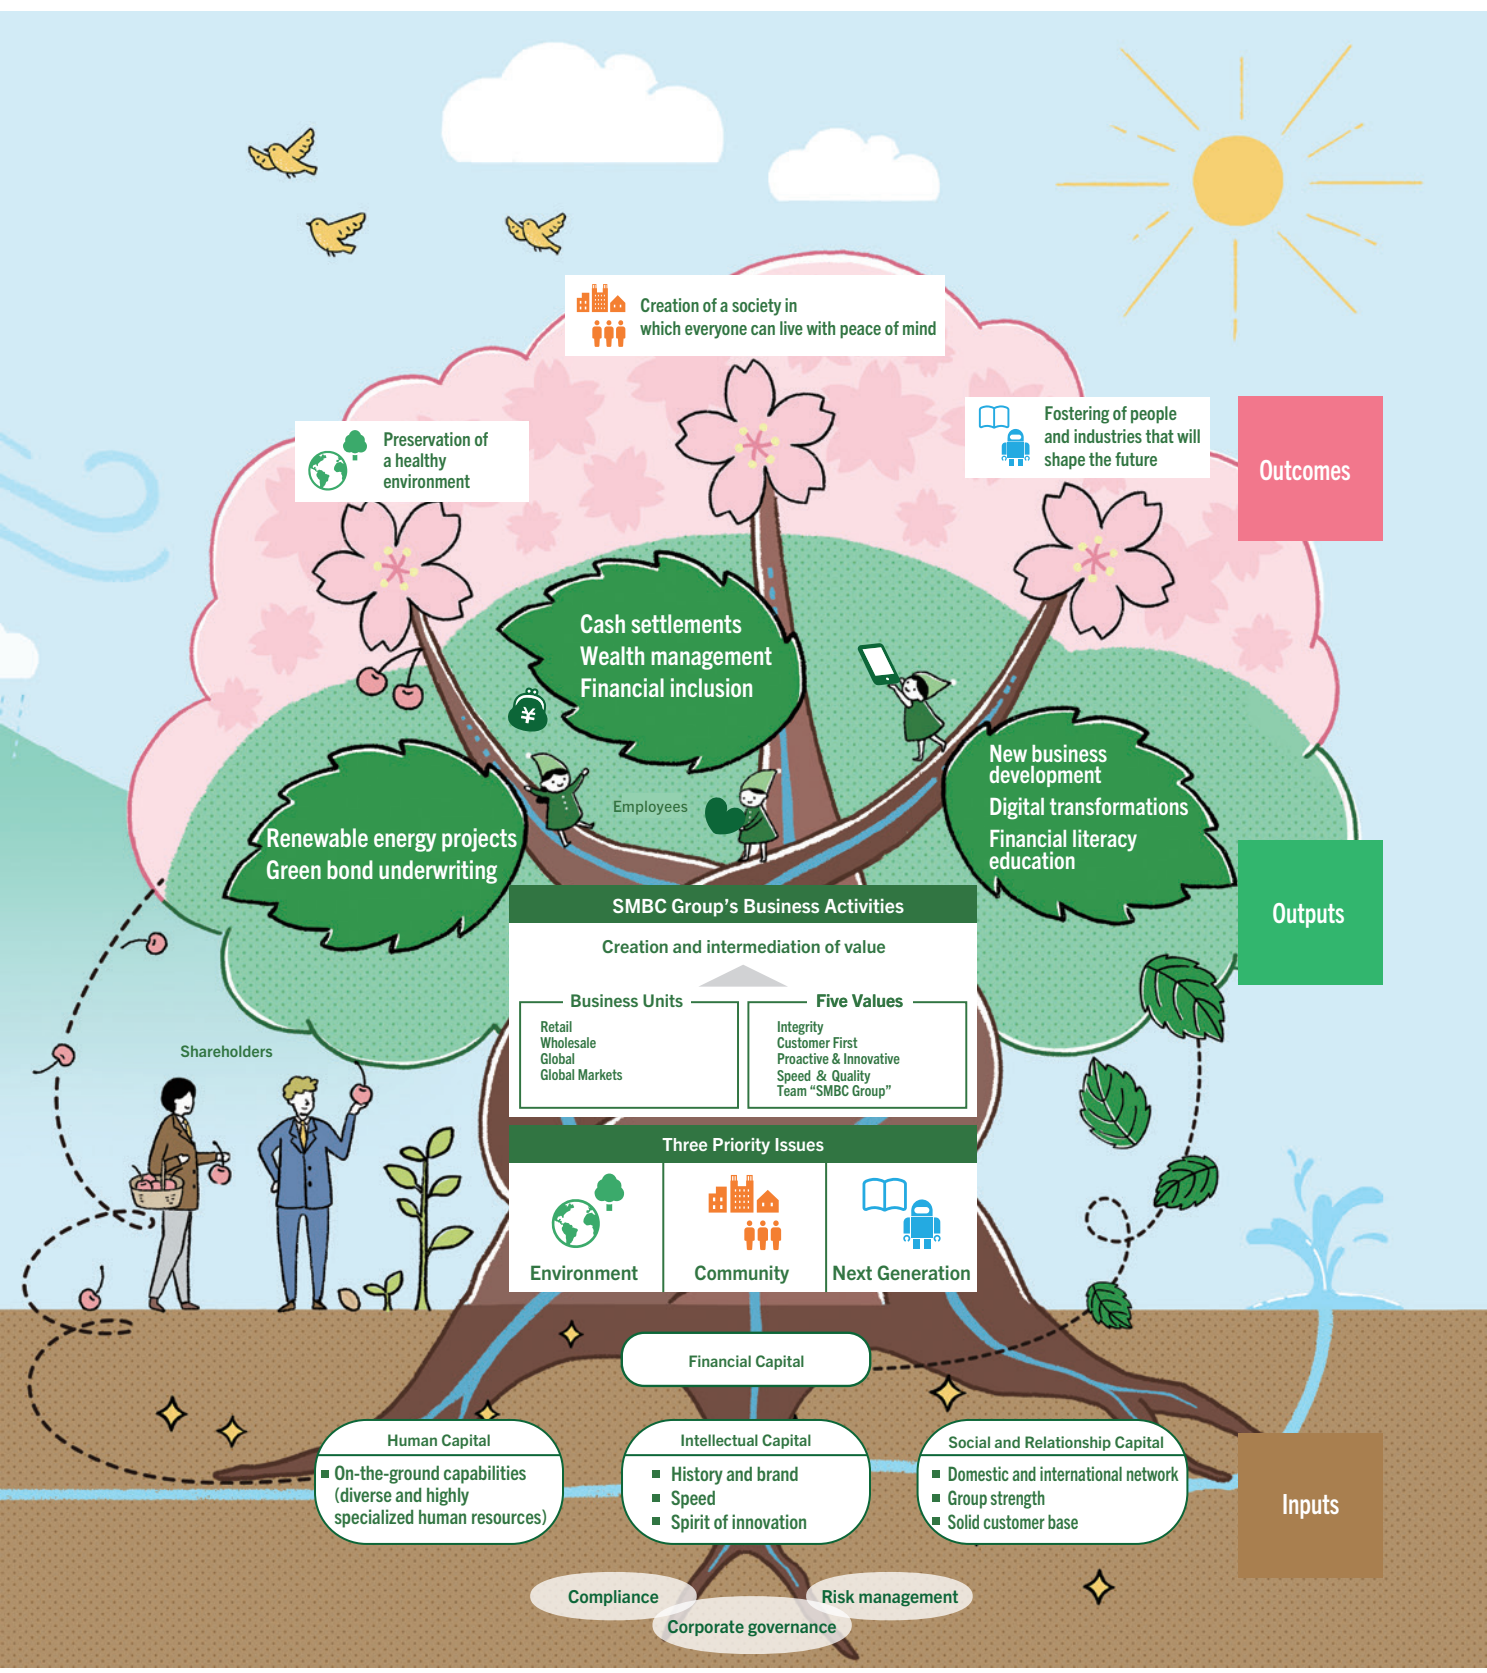 Creation of a society in
which everyone can live with peace of mind
Preservation of
a healthy
environment
Fostering of people
and industries that will
shape the future
Outcomes
Cash settlements
Wealth management
Financial inclusion
¥
New business
development
Digital transformations
Financial literacy
education
Employees
Renewable energy projects
Green bond underwriting
Outputs
SMBC Group's Business Activities
Creation and intermediation of value
Business Units
Retail
Wholesale
Global
Global Markets
Five Values
Integrity
Customer First
Proactive & Innovative
Speed & Quality
Team “SMBC Group”
Shareholders
Three Priority Issues
Environment
Community
Next Generation
Financial Capital
Human Capital
■ On-the-ground capabilities
(diverse and highly
specialized human resources)
Intellectual Capital
■ History and brand
■ Speed
■ Spirit of innovation
Social and Relationship Capital
■ Domestic and international network
■ Group strength
■ Solid customer base
Inputs
Compliance
Risk management
Corporate governance